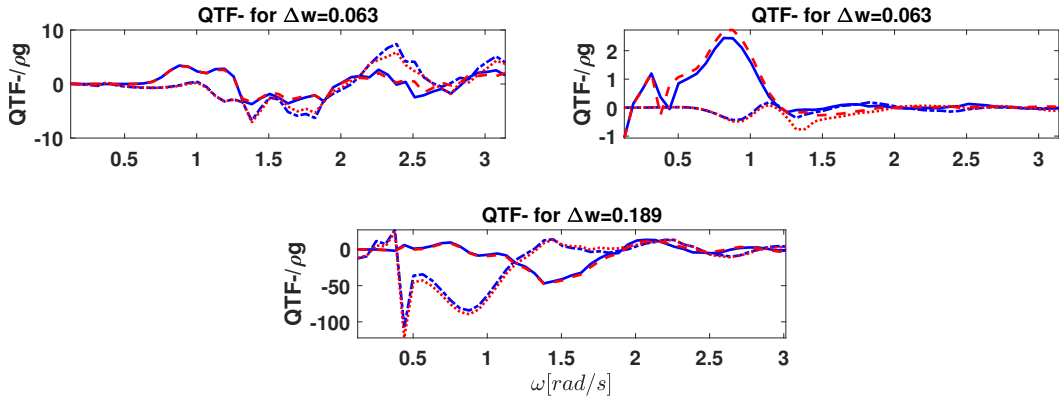 QTF- for Δw=0.063
QTF-/ρg
10
0
-10
0.5 1 1.5 2 2.5 3
QTF- for Δw=0.063
QTF-/ρg
2
1
0
-1
0.5 1 1.5 2 2.5 3
QTF- for Δw=0.189
QTF-/ρg
0
-50
-100
0.5 1 1.5 2 2.5 3
ω[rad/s]